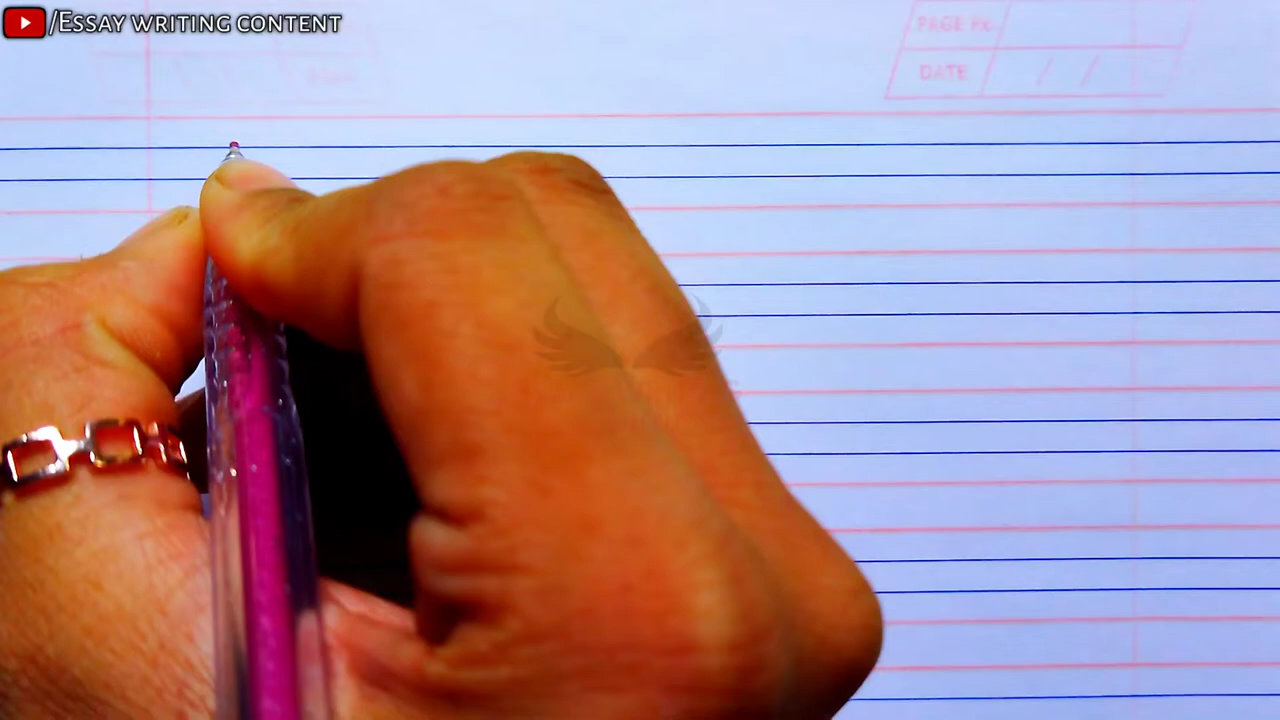 /Essay writing content
PAGE No.
DATE / /